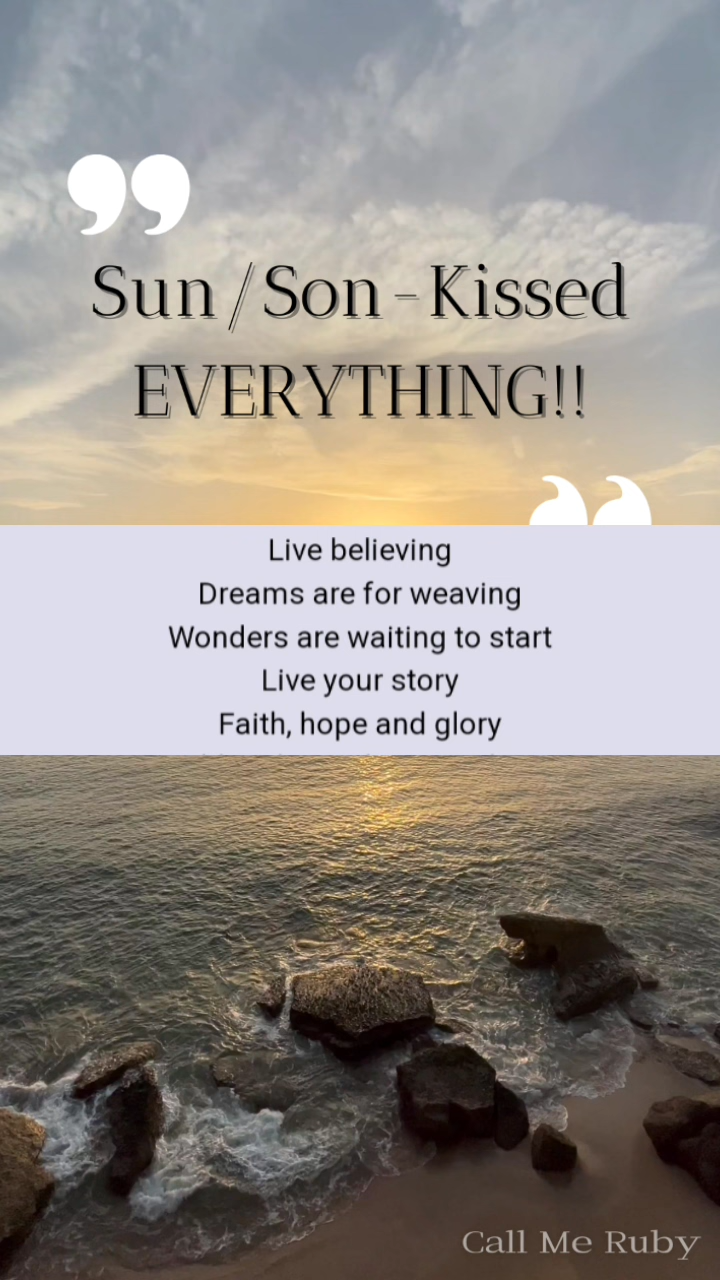 ”
Sun / Son - Kissed
EVERYTHING!!
“
Live believing
Dreams are for weaving
Wonders are waiting to start
Live your story
Faith, hope and glory
Call Me Ruby